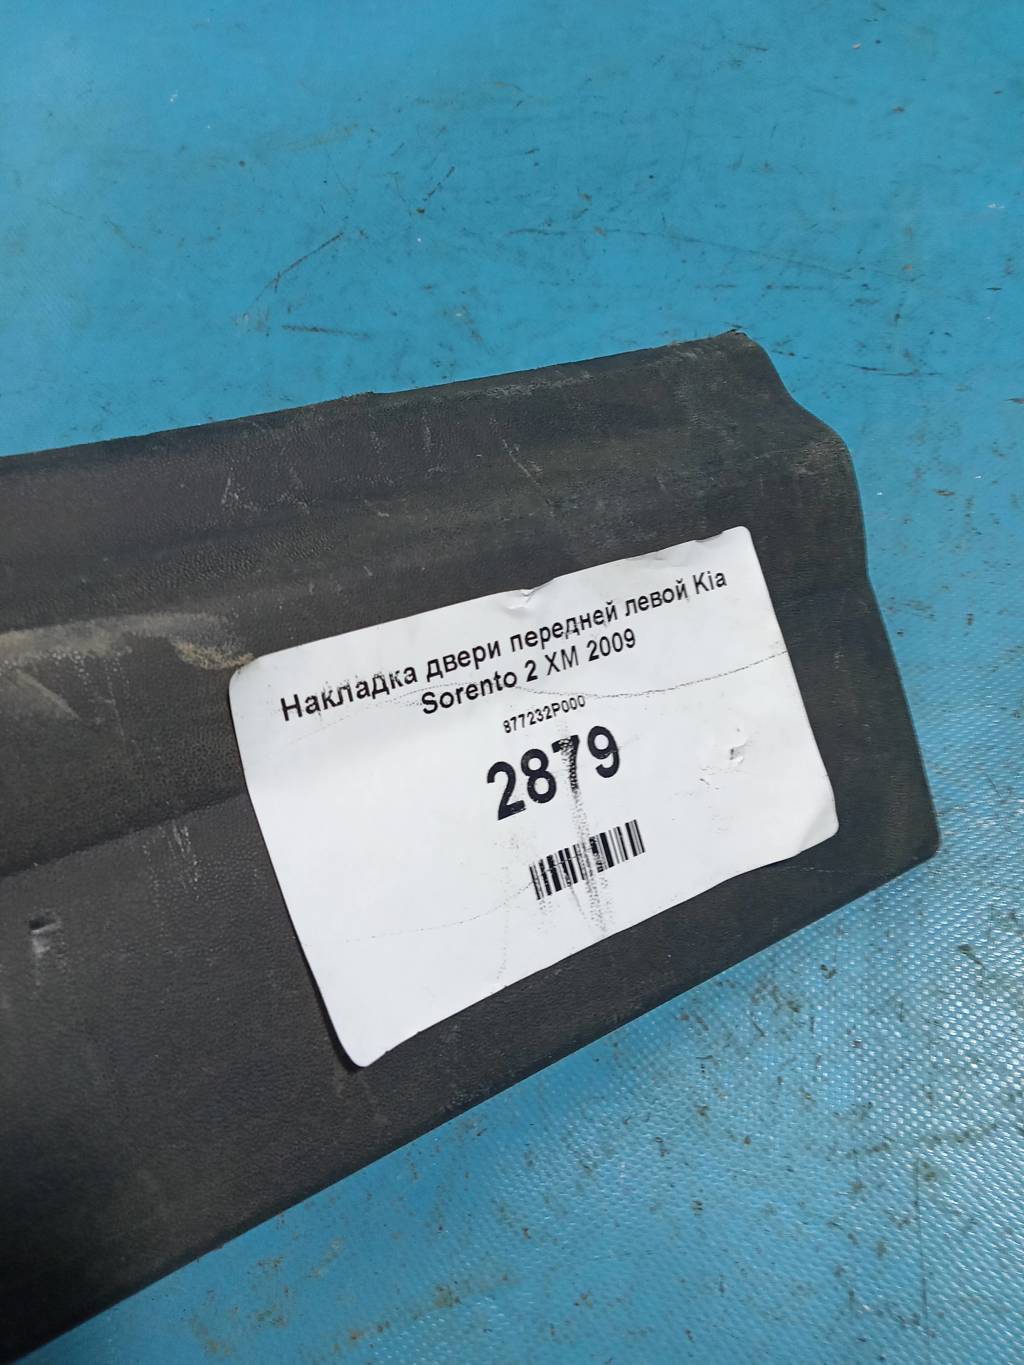 Накладка двери передней левой Kia
Sorento 2 XM 2009
877232P000
2879